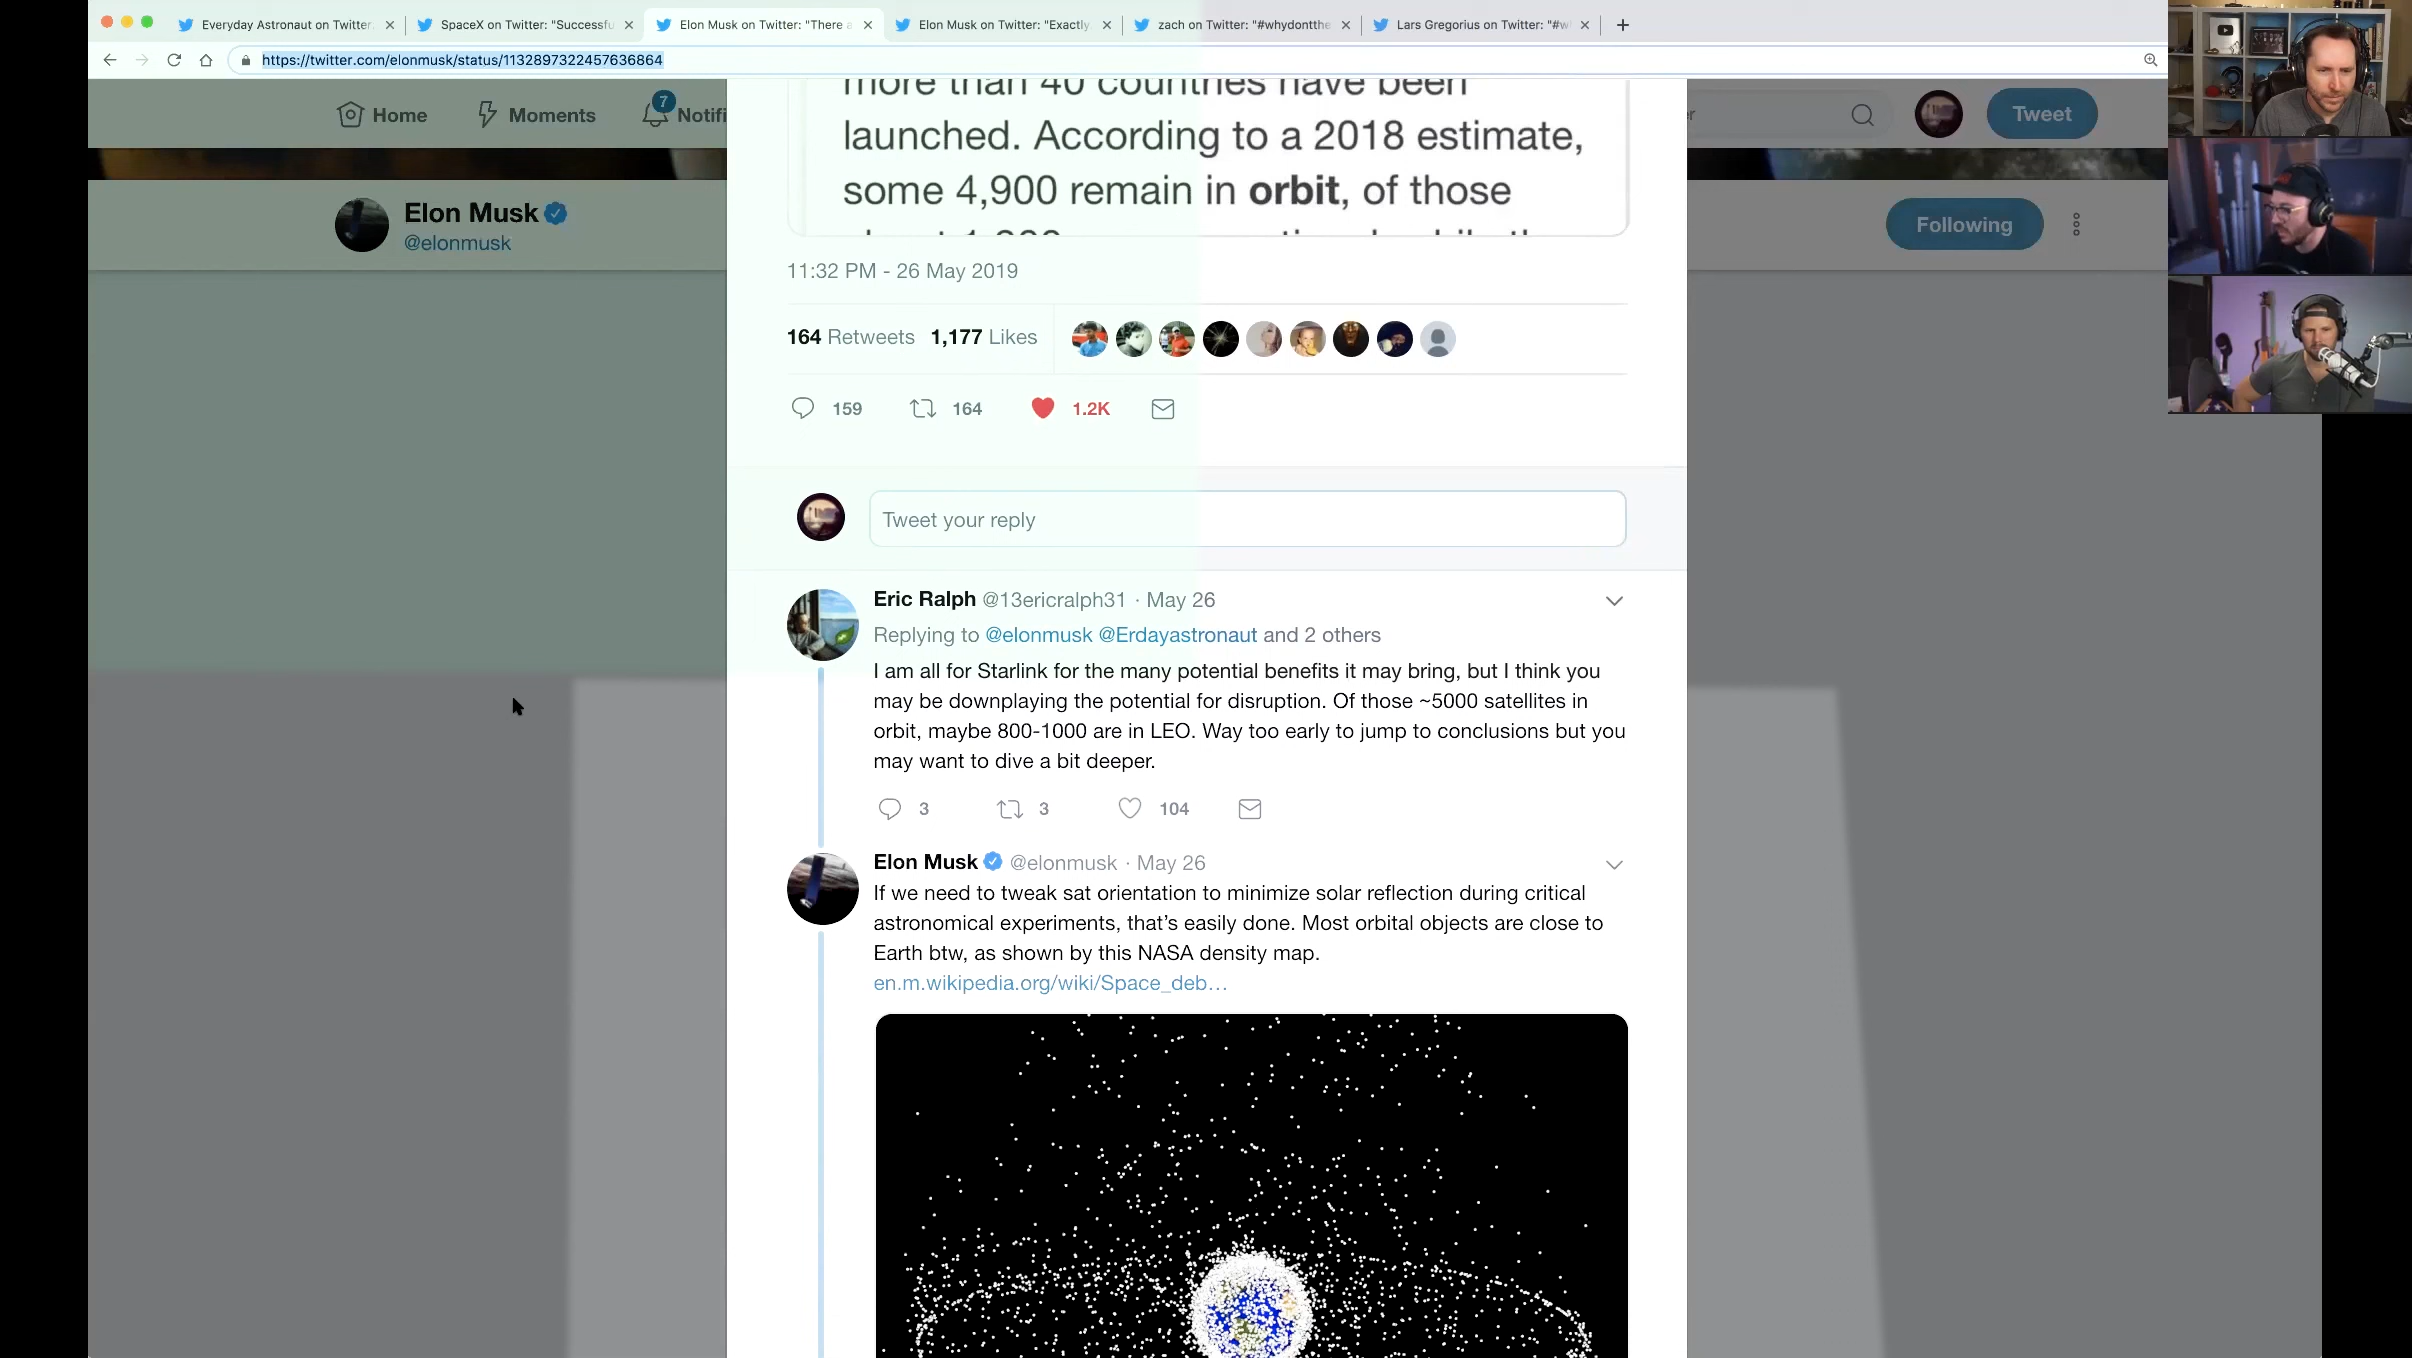 Everyday Astronaut on Twitter
SpaceX on Twitter: "Successfu
Elon Musk on Twitter: "There a
Elon Musk on Twitter: "Exactly
zach on Twitter: "#whydontthe
Lars Gregorius on Twitter: "#w
https://twitter.com/elonmusk/status/1132897322457636864
Home
Moments
7
Notifi
Tweet
Elon Musk
@elonmusk
Following
more than 40 countries have been
launched. According to a 2018 estimate,
some 4,900 remain in orbit, of those
11:32 PM - 26 May 2019
164 Retweets 1,177 Likes
159 164 1.2K
Tweet your reply
Eric Ralph @13ericralph31 · May 26
Replying to @elonmusk @Erdayastronaut and 2 others
I am all for Starlink for the many potential benefits it may bring, but I think you
may be downplaying the potential for disruption. Of those ~5000 satellites in
orbit, maybe 800-1000 are in LEO. Way too early to jump to conclusions but you
may want to dive a bit deeper.
3 3 104
Elon Musk @elonmusk · May 26
If we need to tweak sat orientation to minimize solar reflection during critical
astronomical experiments, that's easily done. Most orbital objects are close to
Earth btw, as shown by this NASA density map.
en.m.wikipedia.org/wiki/Space_deb…